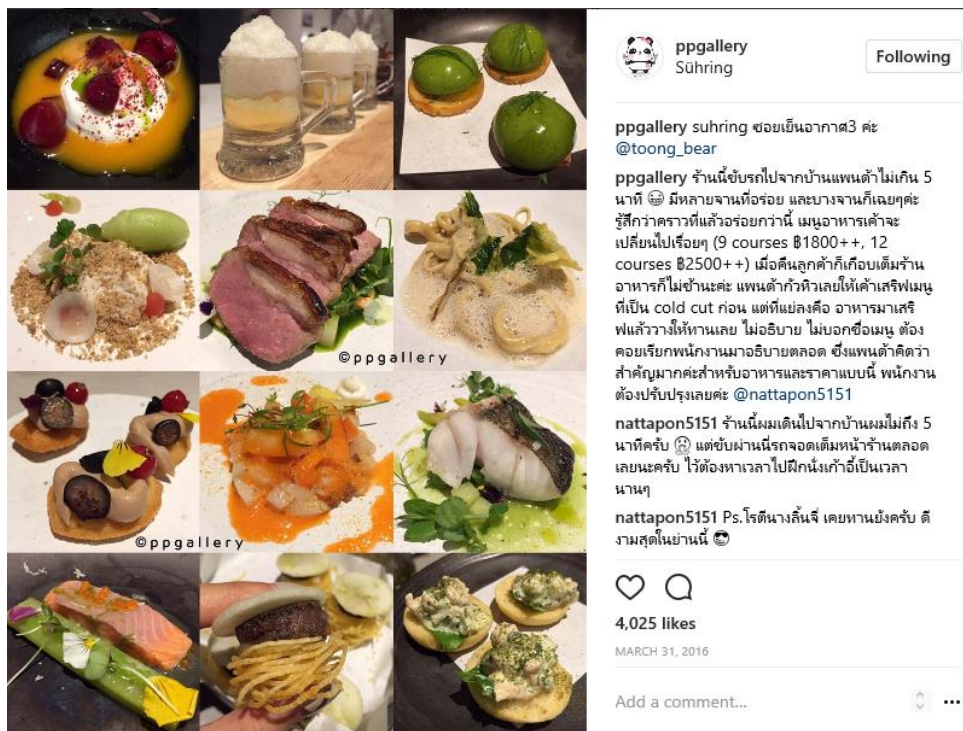 ppgallery
Sühring
Following
ppgallery suhring ซอยเย็นอากาศ3 ค่ะ
@toong_bear
ppgallery ร้านนี้ขับรถไปจากบ้านแพนด้าไม่เกิน 5
นาที 😀 มีหลายจานที่อร่อย และบางจานก็เฉยๆค่ะ
รู้สึกว่าคราวที่แล้วอร่อยกว่านี้ เมนูอาหารเค้าจะ
เปลี่ยนไปเรื่อยๆ (9 courses ฿1800++, 12
courses ฿2500++) เมื่อคืนลูกค้าก็เกือบเต็มร้าน
อาหารก็ไม่ช้านะค่ะ แพนด้ากัวหิวเลยให้เค้าเสริฟเมนู
ที่เป็น cold cut ก่อน แต่ที่แย่ลงคือ อาหารมาเสริ
ฟแล้ววางให้ทานเลย ไม่อธิบาย ไม่บอกชื่อเมนู ต้อง
คอยเรียกพนักงานมาอธิบายตลอด ซึ่งแพนด้าคิดว่า
สำคัญมากค่ะสำหรับอาหารและราคาแบบนี้ พนักงาน
ต้องปรับปรุงเลยค่ะ @nattapon5151
nattapon5151 ร้านนี้ผมเดินไปจากบ้านผมไม่ถึง 5
นาทีครับ 😧 แต่ขับผ่านนี่รถจอดเต็มหน้าร้านตลอด
เลยนะครับ ไว้ต้องหาเวลาไปฝึกนั่งเก้าอี้เป็นเวลา
นานๆ
nattapon5151 Ps.โรตีนางลิ้นจี่ เคยทานยังครับ ดี
งามสุดในย่านนี้ 😎
4,025 likes
MARCH 31, 2016
Add a comment...
©ppgallery
©ppgallery